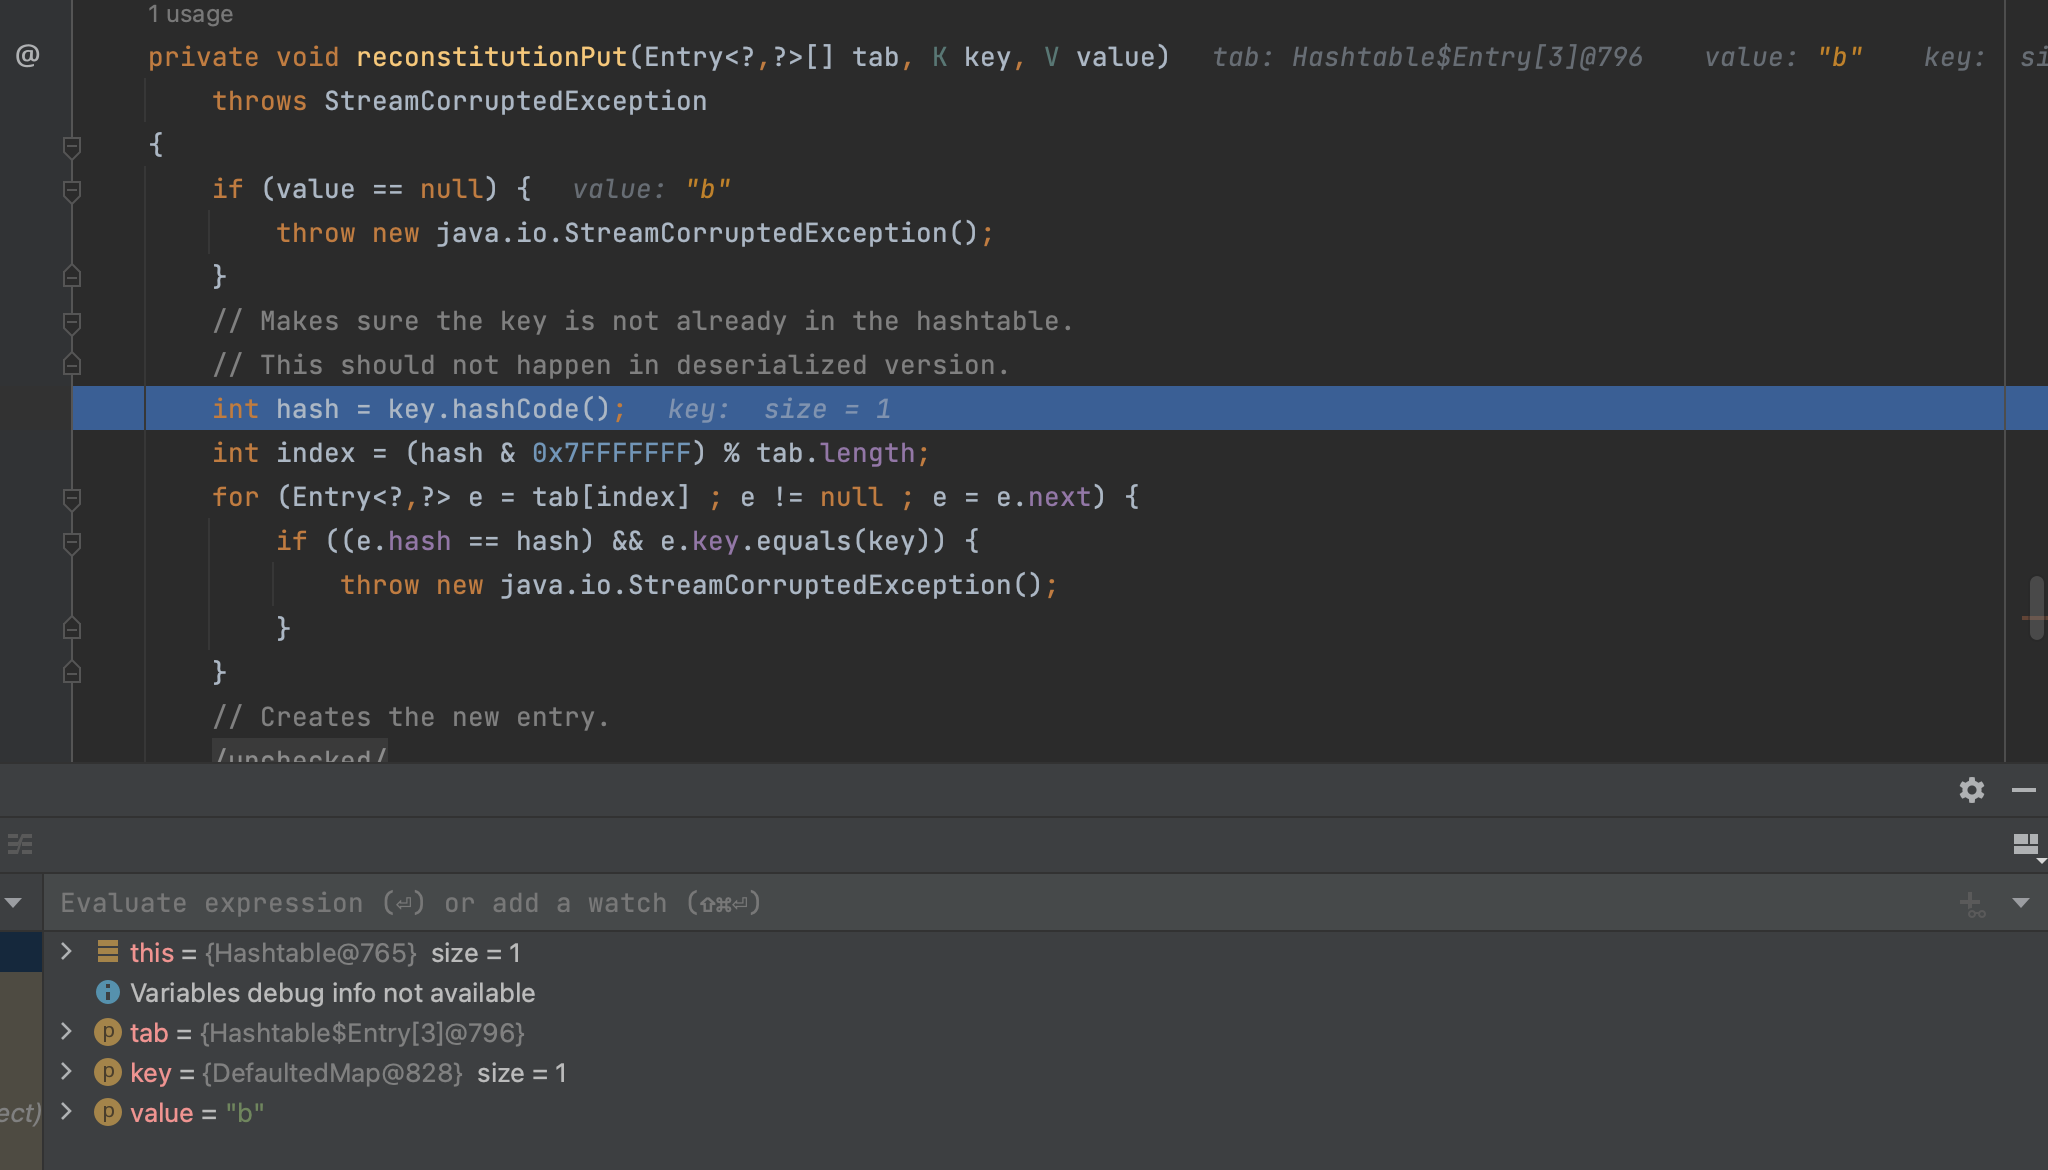 1 usage
@ private void reconstitutionPut(Entry<?,?>[] tab, K key, V value) tab: Hashtable$Entry[3]@796 value: "b" key: si
throws StreamCorruptedException
{
if (value == null) { value: "b"
throw new java.io.StreamCorruptedException();
}
// Makes sure the key is not already in the hashtable.
// This should not happen in deserialized version.
int hash = key.hashCode(); key: size = 1
int index = (hash & 0x7FFFFFFF) % tab.length;
for (Entry<?,?> e = tab[index] ; e != null ; e = e.next) {
if ((e.hash == hash) && e.key.equals(key)) {
throw new java.io.StreamCorruptedException();
}
}
// Creates the new entry.
/unchecked/
Evaluate expression (⏎) or add a watch (⇧⌘⏎)
this = {Hashtable@765} size = 1
Variables debug info not available
p tab = {Hashtable$Entry[3]@796}
p key = {DefaultedMap@828} size = 1
ect) p value = "b"